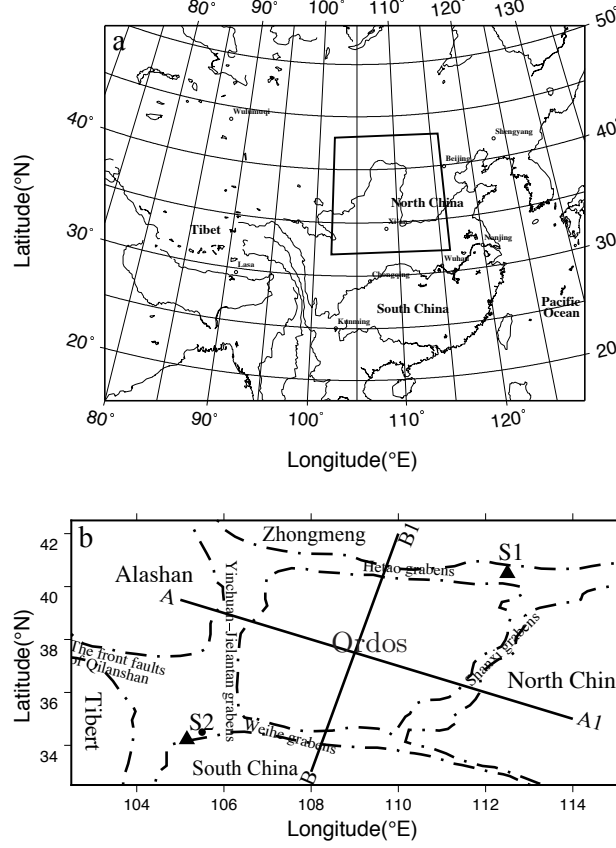 80° 85° 90° 95° 100° 105° 110° 115° 120° 130°
a
50°
40°
40°
30°
30°
20°
20°
Wulumuqi
Shengyang
Beijing
North China
Xi'an
Tibet
Lasa
Nanjing
Wuhan
Chongqing
South China
Kunming
Pacific
Ocean
Latitude(°N)
80° 90° 100° 110° 120°
Longitude(°E)
b
42
40
38
36
34
Latitude(°N)
Zhongmeng
B1
S1
Hetao grabens
Alashan
A
Yinchuan-Jielantan grabens
Ordos
Shanxi grabens
The front faults
of Qilanshan
North Chin
A1
Tibert
S2
Weihe grabens
South China
B
104 106 108 110 112 114
Longitude(°E)